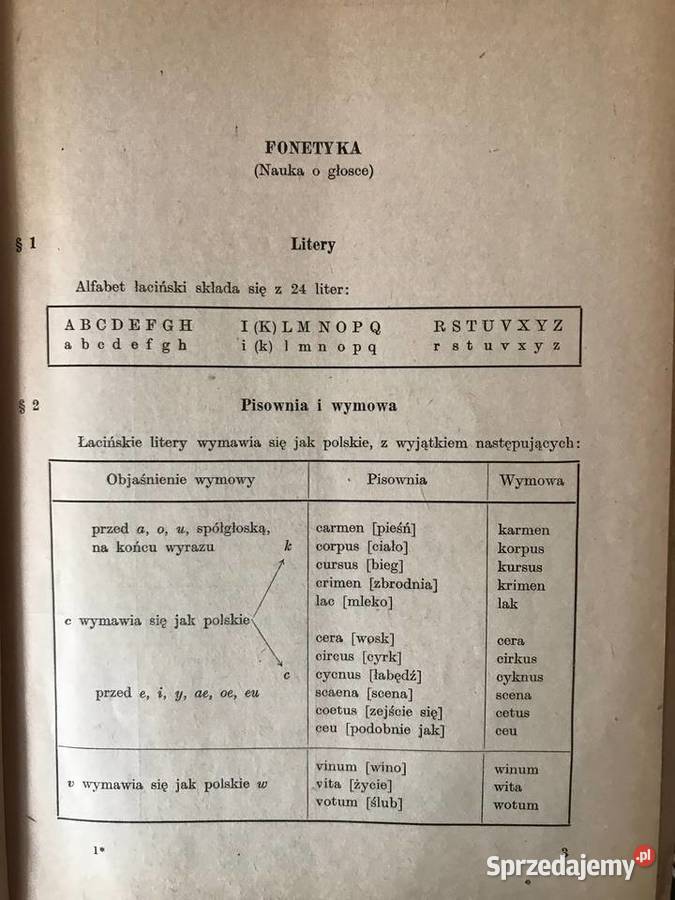 FONETYKA
(Nauka o głosce)
§ 1 Litery
Alfabet łaciński składa się z 24 liter:
A B C D E F G H I (K) L M N O P Q R S T U V X Y Z
a b c d e f g h i (k) l m n o p q r s t u v x y z
§ 2 Pisownia i wymowa
Łacińskie litery wymawia się jak polskie, z wyjątkiem następujących:
Objaśnienie wymowy Pisownia Wymowa
przed a, o, u, spółgłoską, carmen [pieśń] karmen
na końcu wyrazu k corpus [ciało] korpus
cursus [bieg] kursus
crimen [zbrodnia] krimen
lac [mleko] lak
c wymawia się jak polskie
cera [wosk] cera
circus [cyrk] cirkus
c cycnus [łabędź] cyknus
przed e, i, y, ae, oe, eu scaena [scena] scena
coetus [zejście się] cetus
ceu [podobnie jak] ceu
vinum [wino] winum
v wymawia się jak polskie w vita [życie] wita
votum [ślub] wotum
1* 3
Sprzedajemy.pl